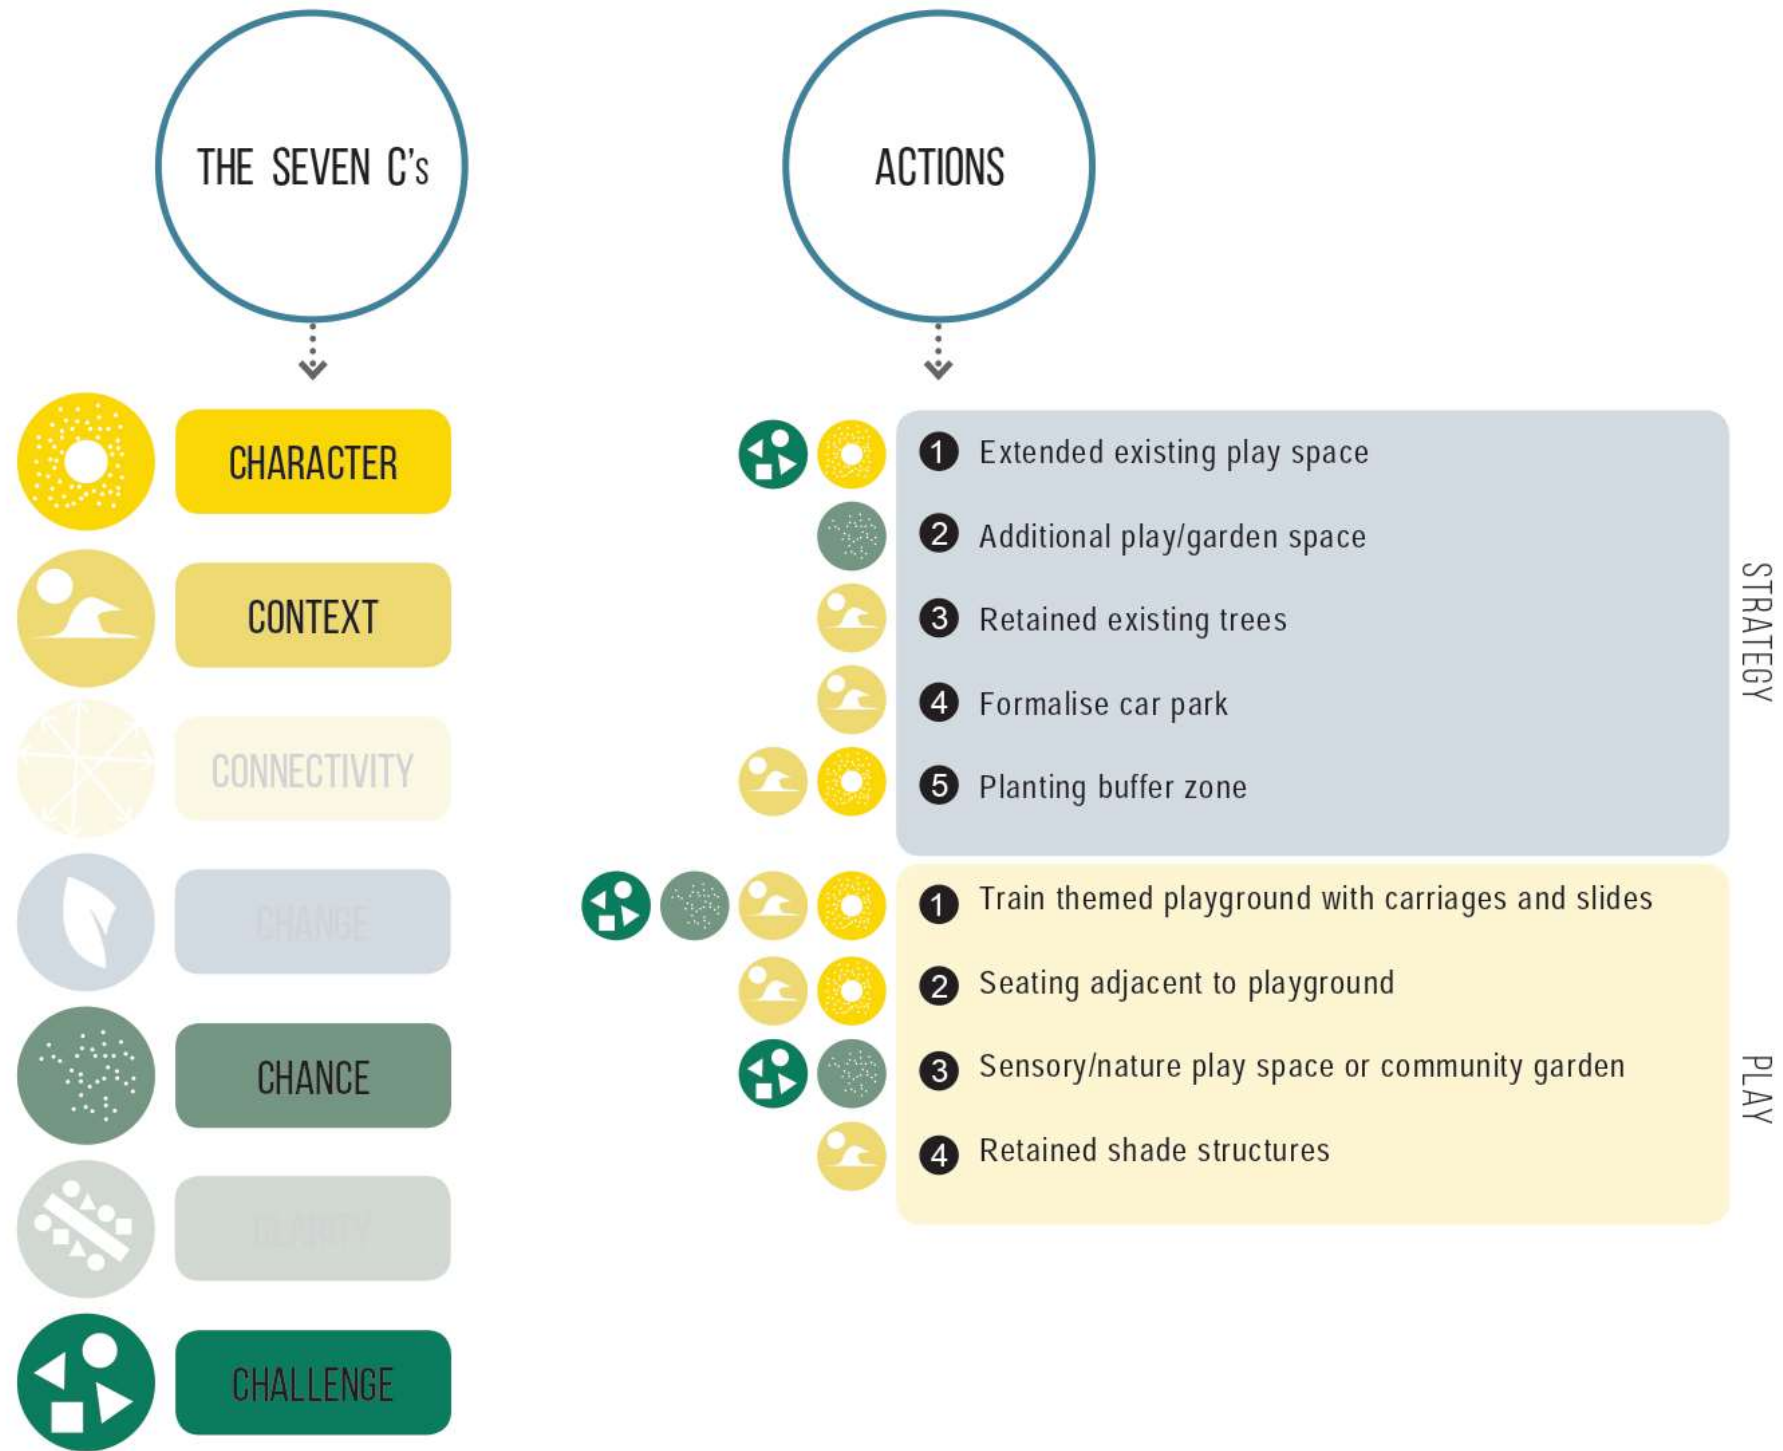 THE SEVEN C's
ACTIONS
CHARACTER
CONTEXT
CONNECTIVITY
CHANGE
CHANCE
CLARITY
CHALLENGE
1 Extended existing play space
2 Additional play/garden space
3 Retained existing trees
4 Formalise car park
5 Planting buffer zone
STRATEGY
1 Train themed playground with carriages and slides
2 Seating adjacent to playground
3 Sensory/nature play space or community garden
4 Retained shade structures
PLAY